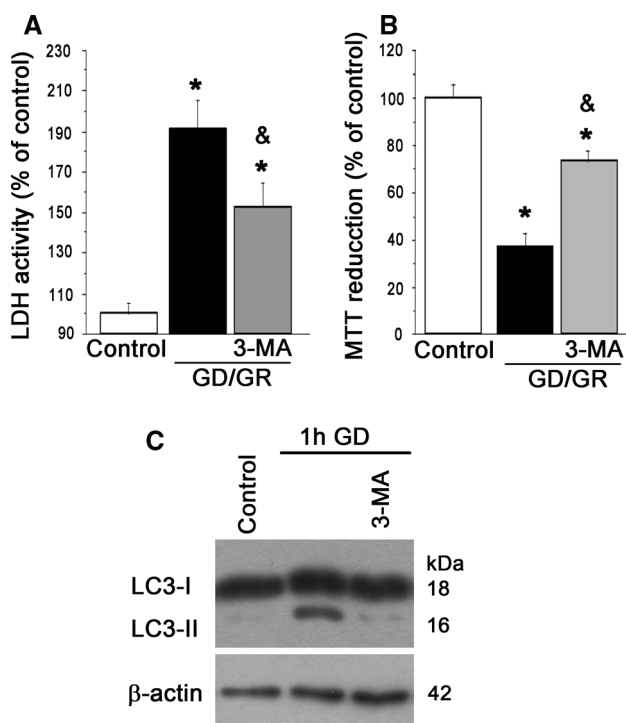 A
LDH activity (% of control)
230
210
190
170
150
130
110
90
*
&
*
Control
3-MA
GD/GR
B
MTT reducction (% of control)
120
100
80
60
40
20
0
*
&
*
Control
3-MA
GD/GR
C
1h GD
Control
3-MA
kDa
LC3-I
18
LC3-II
16
β-actin
42